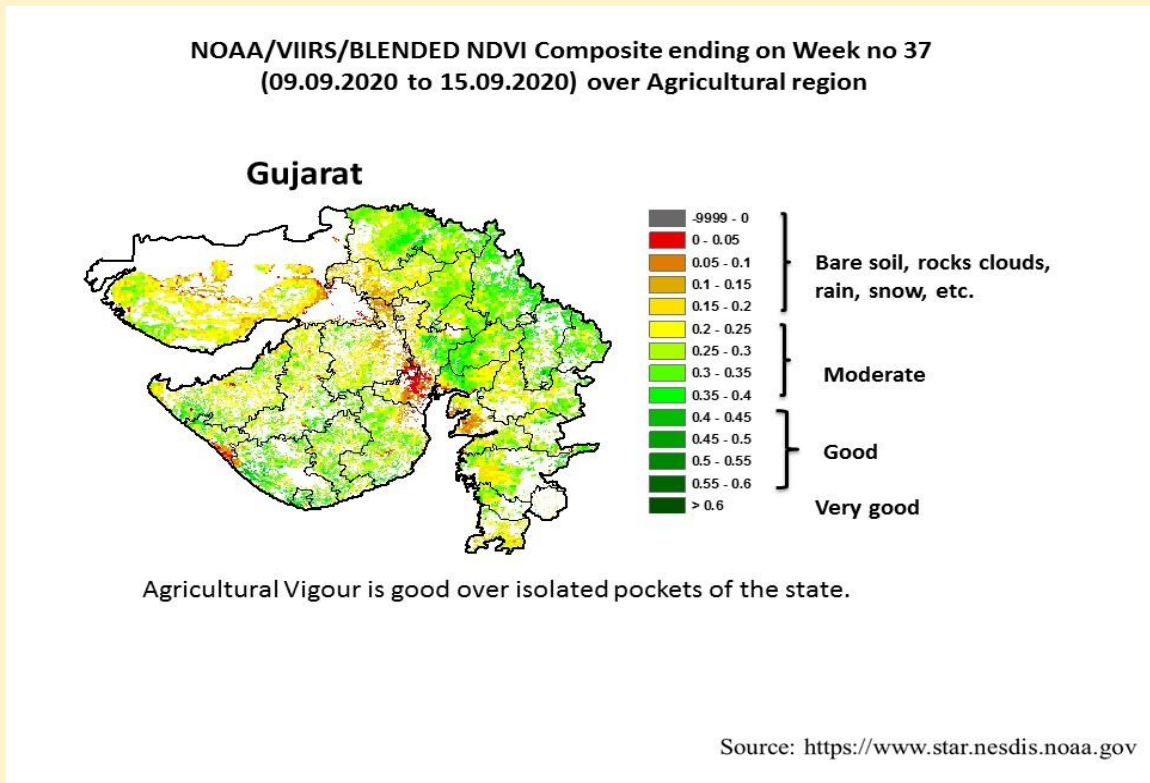 NOAA/VIIRS/BLENDED NDVI Composite ending on Week no 37
(09.09.2020 to 15.09.2020) over Agricultural region
Gujarat
-9999 - 0
0 - 0.05
0.05 - 0.1
0.1 - 0.15
0.15 - 0.2
0.2 - 0.25
0.25 - 0.3
0.3 - 0.35
0.35 - 0.4
0.4 - 0.45
0.45 - 0.5
0.5 - 0.55
0.55 - 0.6
> 0.6
Bare soil, rocks clouds,
rain, snow, etc.
Moderate
Good
Very good
Agricultural Vigour is good over isolated pockets of the state.
Source: https://www.star.nesdis.noaa.gov